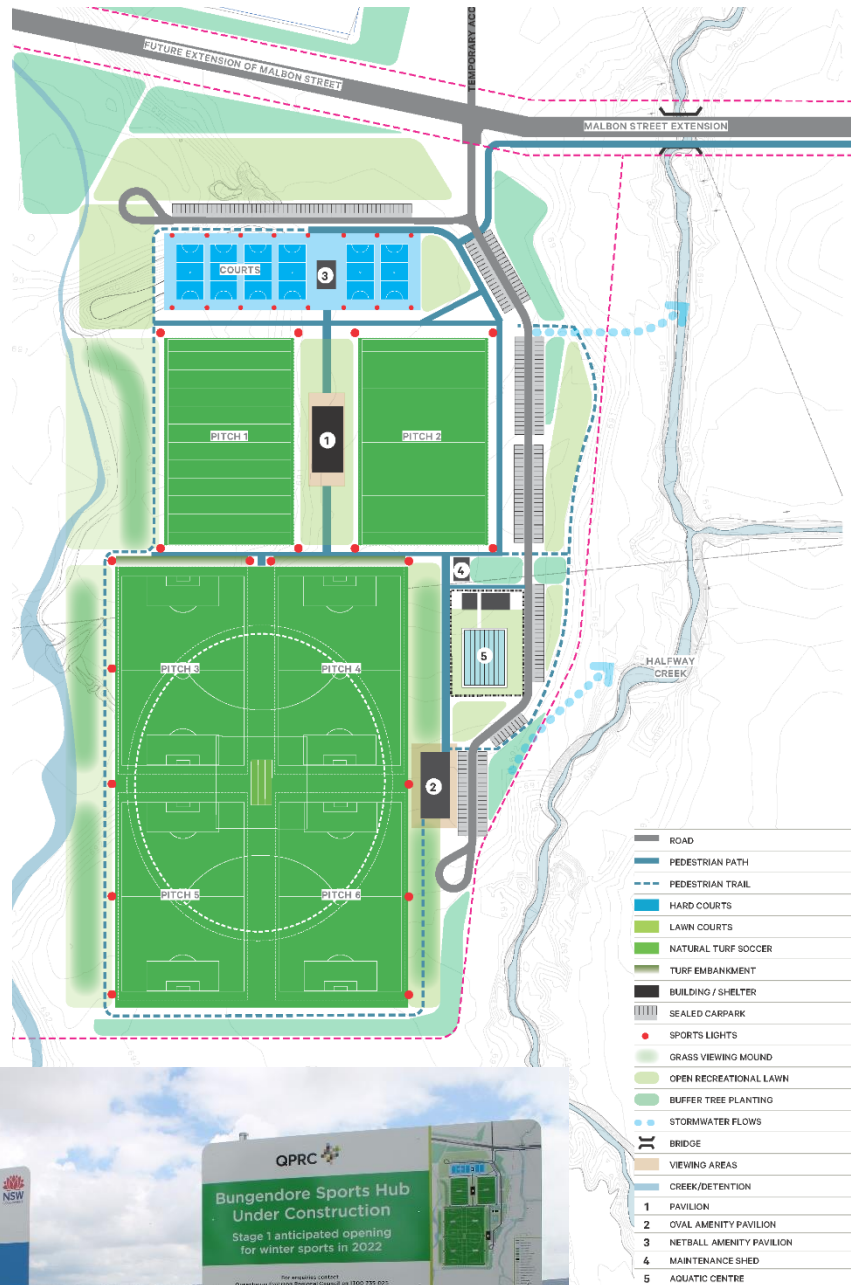 FUTURE EXTENSION OF MALBON STREET
TEMPORARY ACC
MALBON STREET EXTENSION
COURTS
3
PITCH 1
1
PITCH 2
4
5
HALFWAY
CREEK
PITCH 3
PITCH 4
2
PITCH 5
PITCH 6
ROAD
PEDESTRIAN PATH
PEDESTRIAN TRAIL
HARD COURTS
LAWN COURTS
NATURAL TURF SOCCER
TURF EMBANKMENT
BUILDING / SHELTER
SEALED CARPARK
SPORTS LIGHTS
GRASS VIEWING MOUND
OPEN RECREATIONAL LAWN
BUFFER TREE PLANTING
STORMWATER FLOWS
BRIDGE
VIEWING AREAS
CREEK/DETENTION
1 PAVILION
2 OVAL AMENITY PAVILION
3 NETBALL AMENITY PAVILION
4 MAINTENANCE SHED
5 AQUATIC CENTRE
NSW
QPRC
Bungendore Sports Hub
Under Construction
Stage 1 anticipated opening
for winter sports in 2022
For enquiries contact